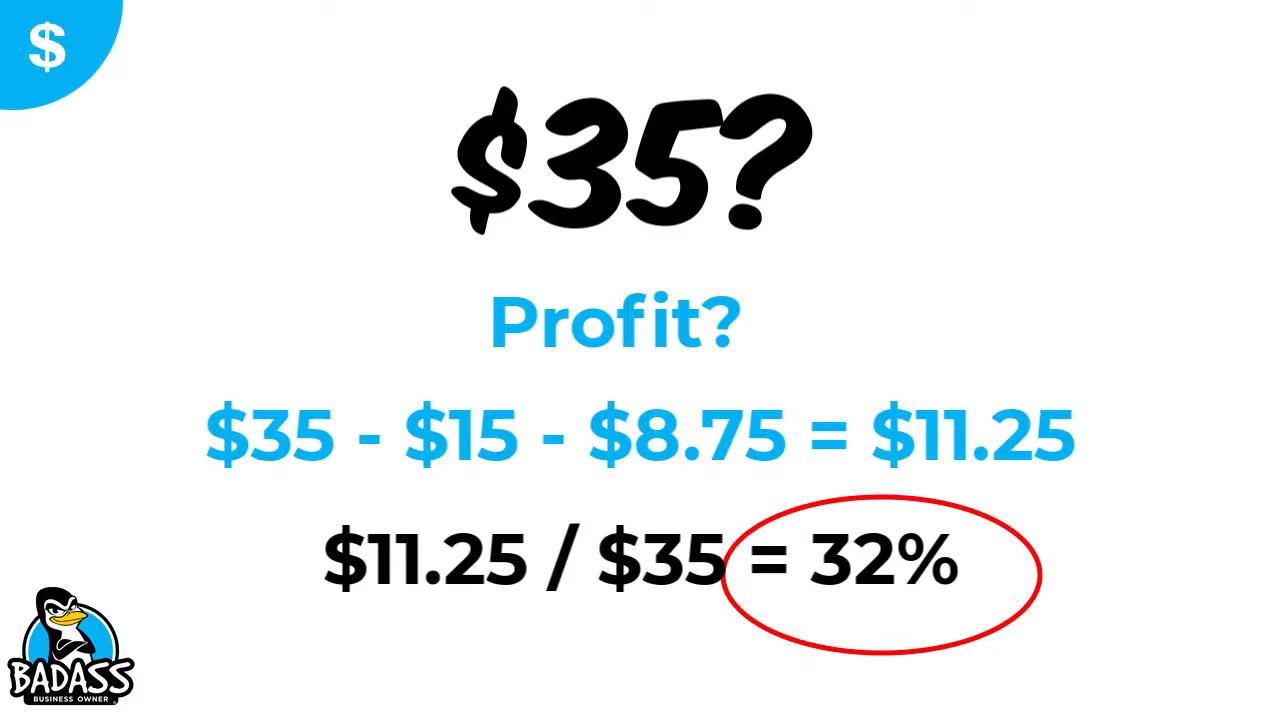 $
$35?
Profit?
$35 - $15 - $8.75 = $11.25
$11.25 / $35 = 32%
BADASS
BUSINESS OWNER